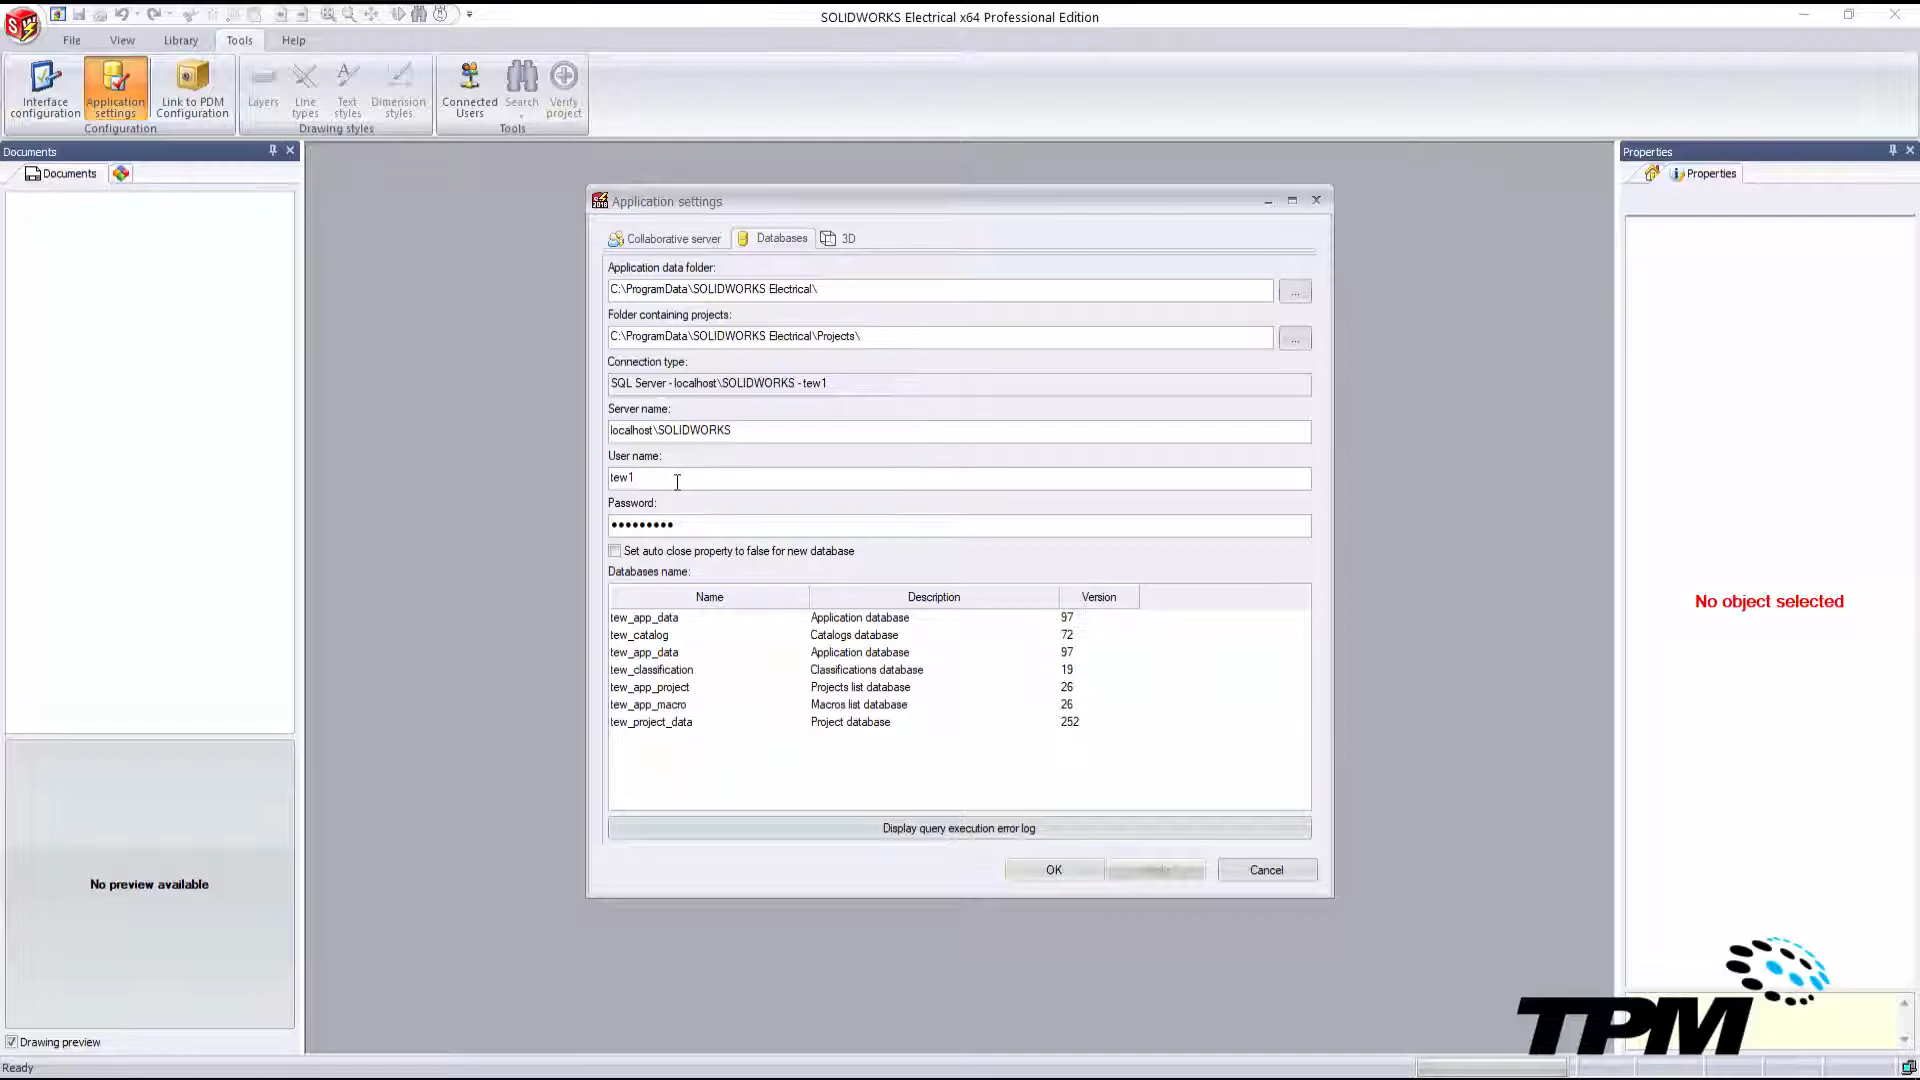 SOLIDWORKS Electrical x64 Professional Edition
File View Library Tools Help
Interface configuration
Application settings
Link to PDM Configuration
Layers
Line types
Text styles
Dimension styles
Connected Users
Search
Verify project
Configuration
Drawing styles
Tools
Documents
Documents
Properties
Properties
Application settings
Collaborative server Databases 3D
Application data folder:
C:\ProgramData\SOLIDWORKS Electrical\
...
Folder containing projects:
C:\ProgramData\SOLIDWORKS Electrical\Projects\
...
Connection type:
SQL Server - localhost\SOLIDWORKS - tew1
Server name:
localhost\SOLIDWORKS
User name:
tew1
Password:
•••••••••
Set auto close property to false for new database
Databases name:
Name Description Version
tew_app_data Application database 97
tew_catalog Catalogs database 72
tew_app_data Application database 97
tew_classification Classifications database 19
tew_app_project Projects list database 26
tew_app_macro Macros list database 26
tew_project_data Project database 252
Display query execution error log
OK
Cancel
No object selected
No preview available
Drawing preview
Ready
TPM